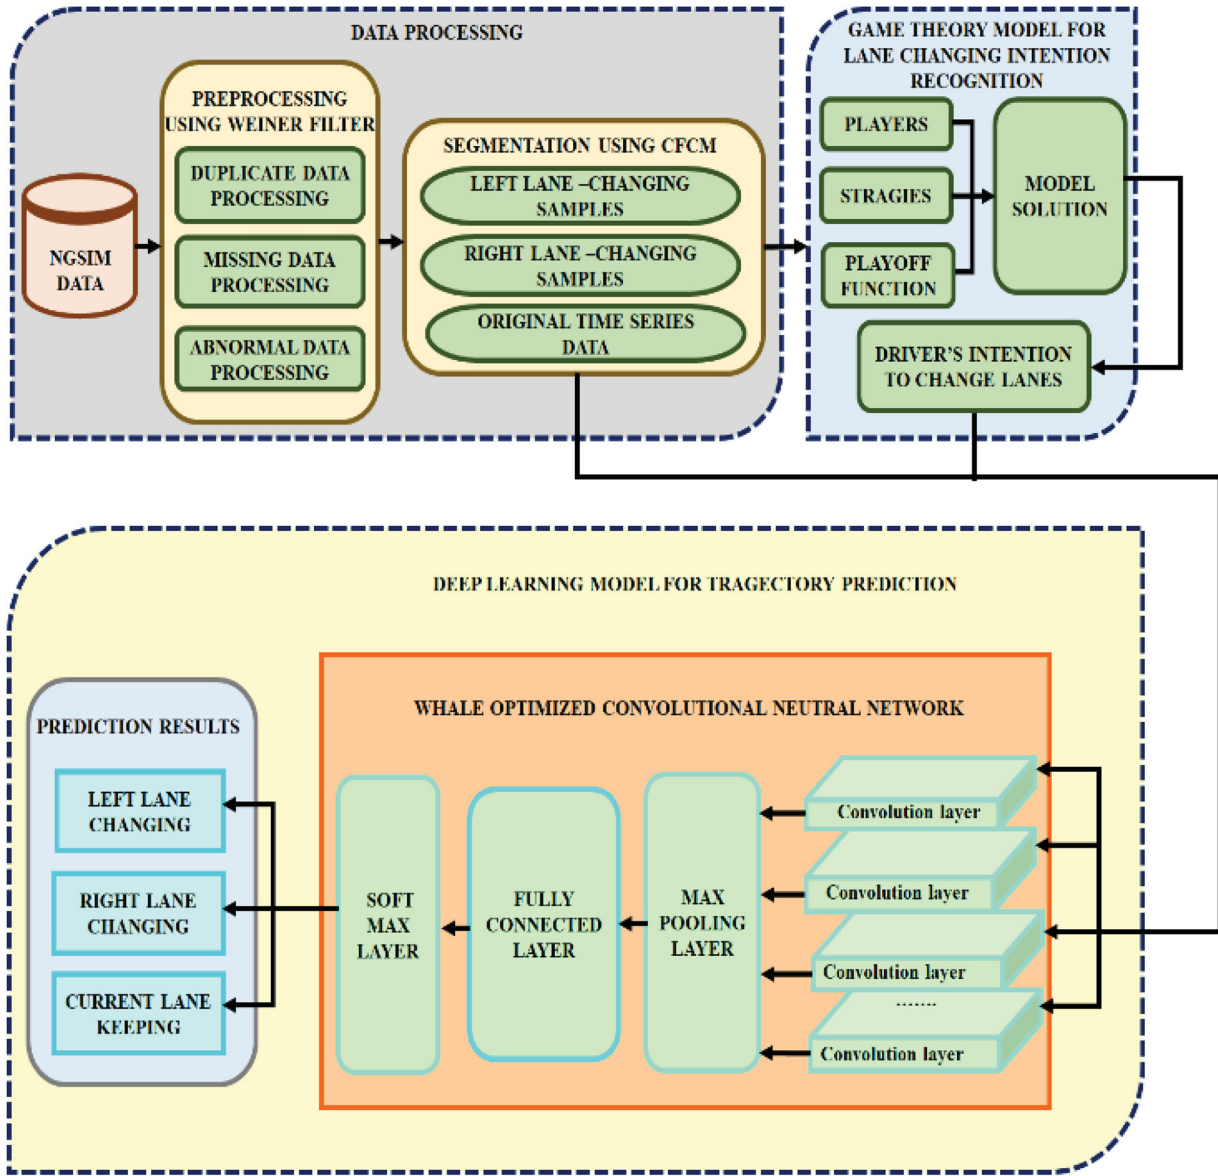 DATA PROCESSING
PREPROCESSING
USING WEINER FILTER
DUPLICATE DATA
PROCESSING
MISSING DATA
PROCESSING
ABNORMAL DATA
PROCESSING
NGSIM
DATA
SEGMENTATION USING CFCM
LEFT LANE –CHANGING
SAMPLES
RIGHT LANE –CHANGING
SAMPLES
ORIGINAL TIME SERIES
DATA
GAME THEORY MODEL FOR
LANE CHANGING INTENTION
RECOGNITION
PLAYERS
STRAGIES
PLAYOFF
FUNCTION
MODEL
SOLUTION
DRIVER'S INTENTION
TO CHANGE LANES
DEEP LEARNING MODEL FOR TRAGECTORY PREDICTION
WHALE OPTIMIZED CONVOLUTIONAL NEUTRAL NETWORK
PREDICTION RESULTS
LEFT LANE
CHANGING
RIGHT LANE
CHANGING
CURRENT LANE
KEEPING
SOFT
MAX
LAYER
FULLY
CONNECTED
LAYER
MAX
POOLING
LAYER
Convolution layer
Convolution layer
Convolution layer
.......
Convolution layer